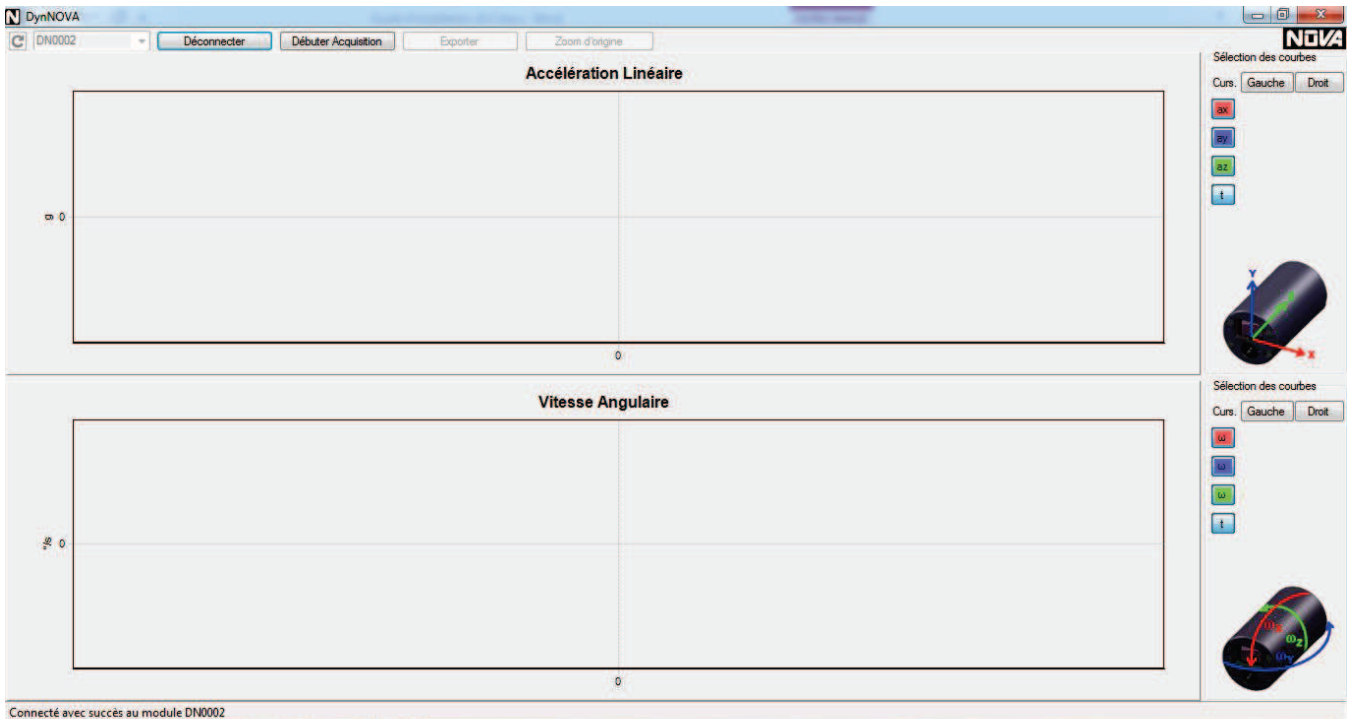 DynNOVA
DN0002 Déconnecter Débuter Acquisition Exporter Zoom d'origine NOVA
Sélection des courbes
Accélération Linéaire
Curs. Gauche Droit
ax
ay
az
t
g 0
Y
X
0
Sélection des courbes
Vitesse Angulaire
Curs. Gauche Droit
ω
ω
ω
t
°/s 0
ωX
ωZ
ωY
0
Connecté avec succès au module DN0002